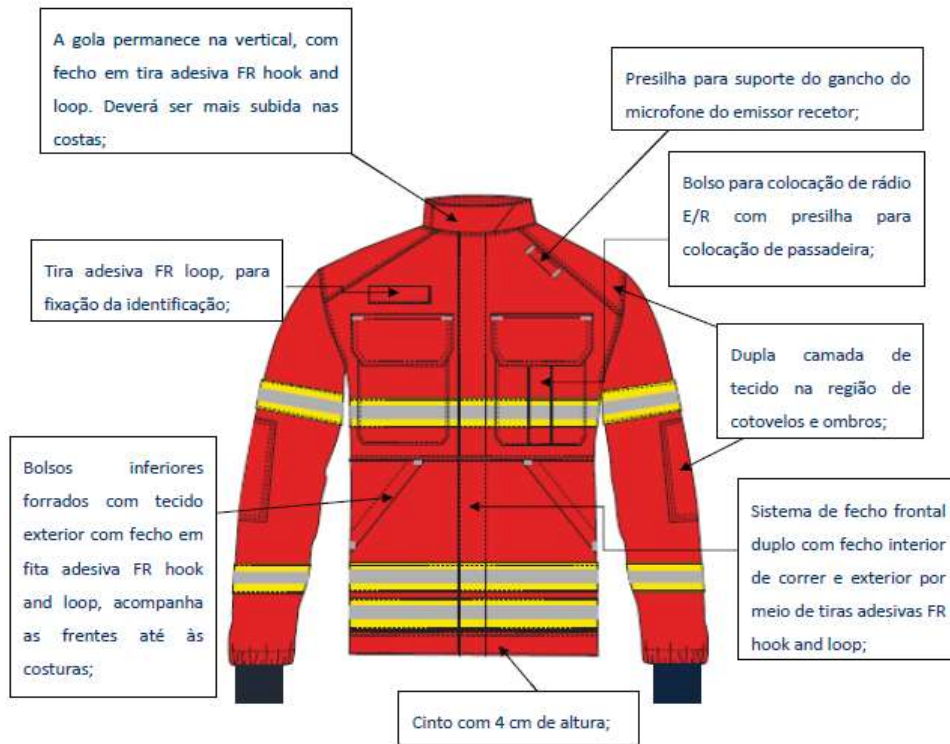 A gola permanece na vertical, com
fecho em tira adesiva FR hook and
loop. Deverá ser mais subida nas
costas;
Presilha para suporte do gancho do
microfone do emissor recetor;
Bolso para colocação de rádio
E/R com presilha para
colocação de passadeira;
Tira adesiva FR loop, para
fixação da identificação;
Dupla camada de
tecido na região de
cotovelos e ombros;
Bolsos inferiores
forrados com tecido
exterior com fecho em
fita adesiva FR hook
and loop, acompanha
as frentes até às
costuras;
Sistema de fecho frontal
duplo com fecho interior
de correr e exterior por
meio de tiras adesivas FR
hook and loop;
Cinto com 4 cm de altura;